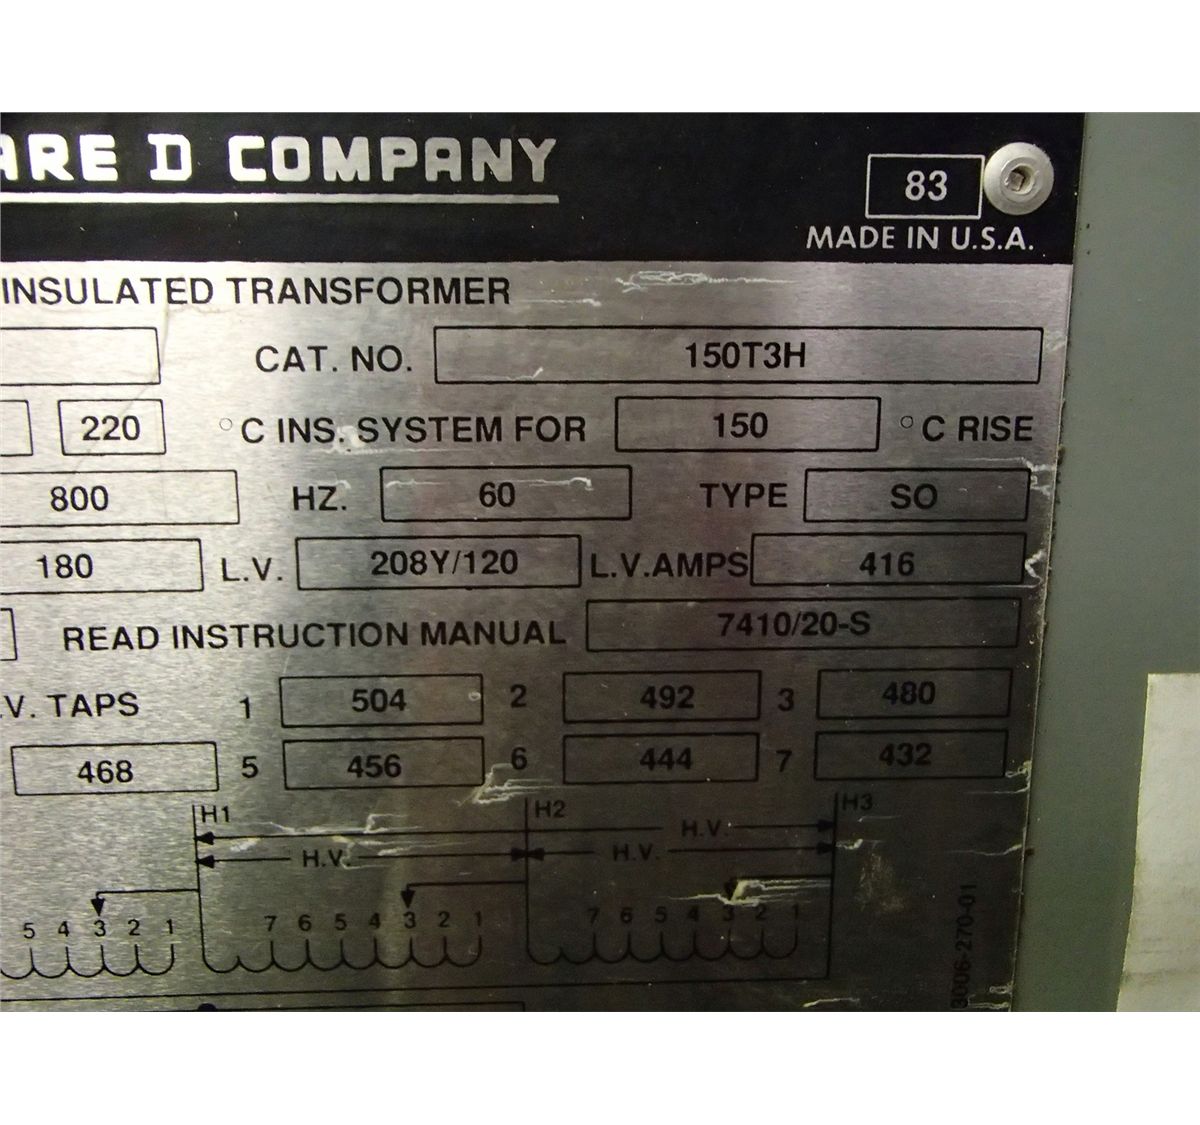 ARE D COMPANY
83
MADE IN U.S.A.
INSULATED TRANSFORMER
CAT. NO. 150T3H
220 °C INS. SYSTEM FOR 150 °C RISE
800 HZ. 60 TYPE SO
180 L.V. 208Y/120 L.V.AMPS 416
READ INSTRUCTION MANUAL 7410/20-S
.V. TAPS 1 504 2 492 3 480
468 5 456 6 444 7 432
H1 H2 H3
H.V.
H.V. H.V.
5 4 3 2 1 7 6 5 4 3 2 1 7 6 5 4 3 2 1
3006-270-01